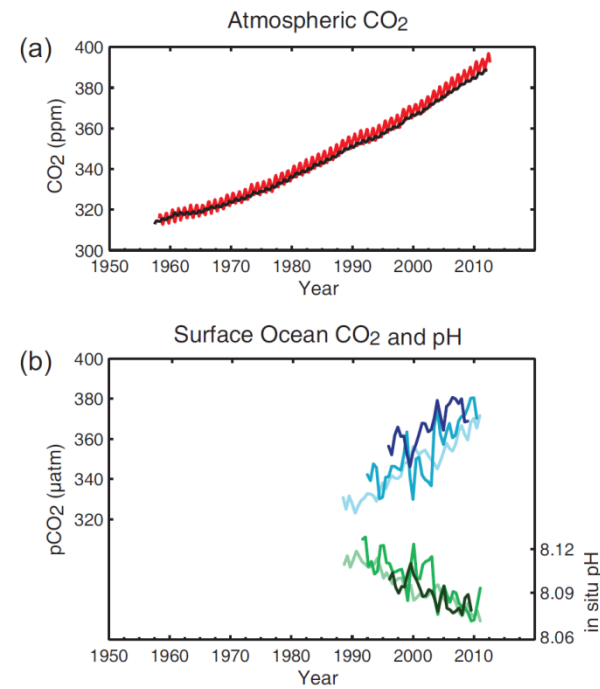 Atmospheric CO2
(a)
400
380
360
340
320
300
CO2 (ppm)
1950 1960 1970 1980 1990 2000 2010
Year
Surface Ocean CO2 and pH
(b)
400
380
360
340
320
pCO2 (µatm)
8.12
8.09
8.06
in situ pH
1950 1960 1970 1980 1990 2000 2010
Year